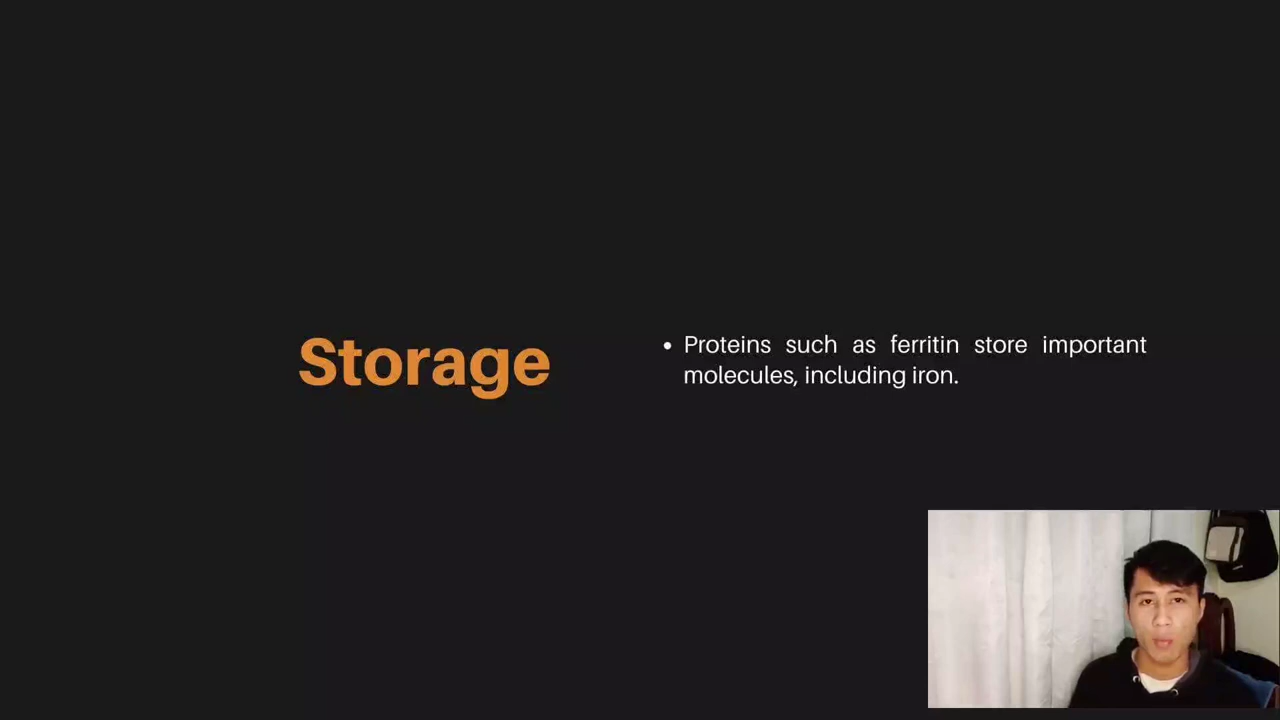 Storage
• Proteins such as ferritin store important
molecules, including iron.